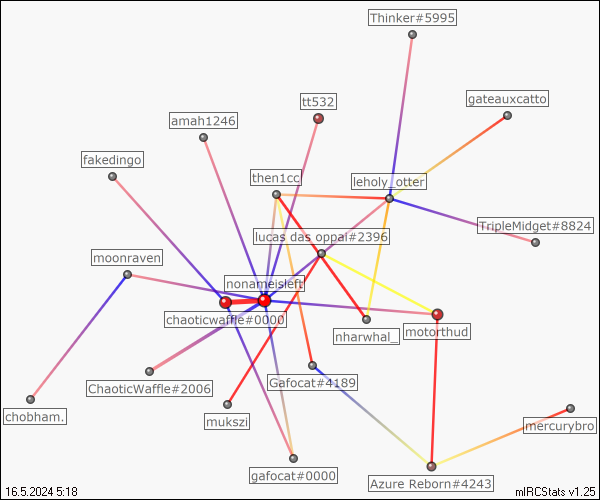 Thinker#5995
gateauxcatto
tt532
amah1246
fakedingo
then1cc
leholy_otter
TripleMidget#8824
lucas das oppai#2396
moonraven
nonameisleft
chaoticwaffle#0000
motorthud
nharwhal_
Gafocat#4189
ChaoticWaffle#2006
chobham.
mukszi
mercurybro
gafocat#0000
Azure Reborn#4243
16.5.2024 5:18
mIRCStats v1.25